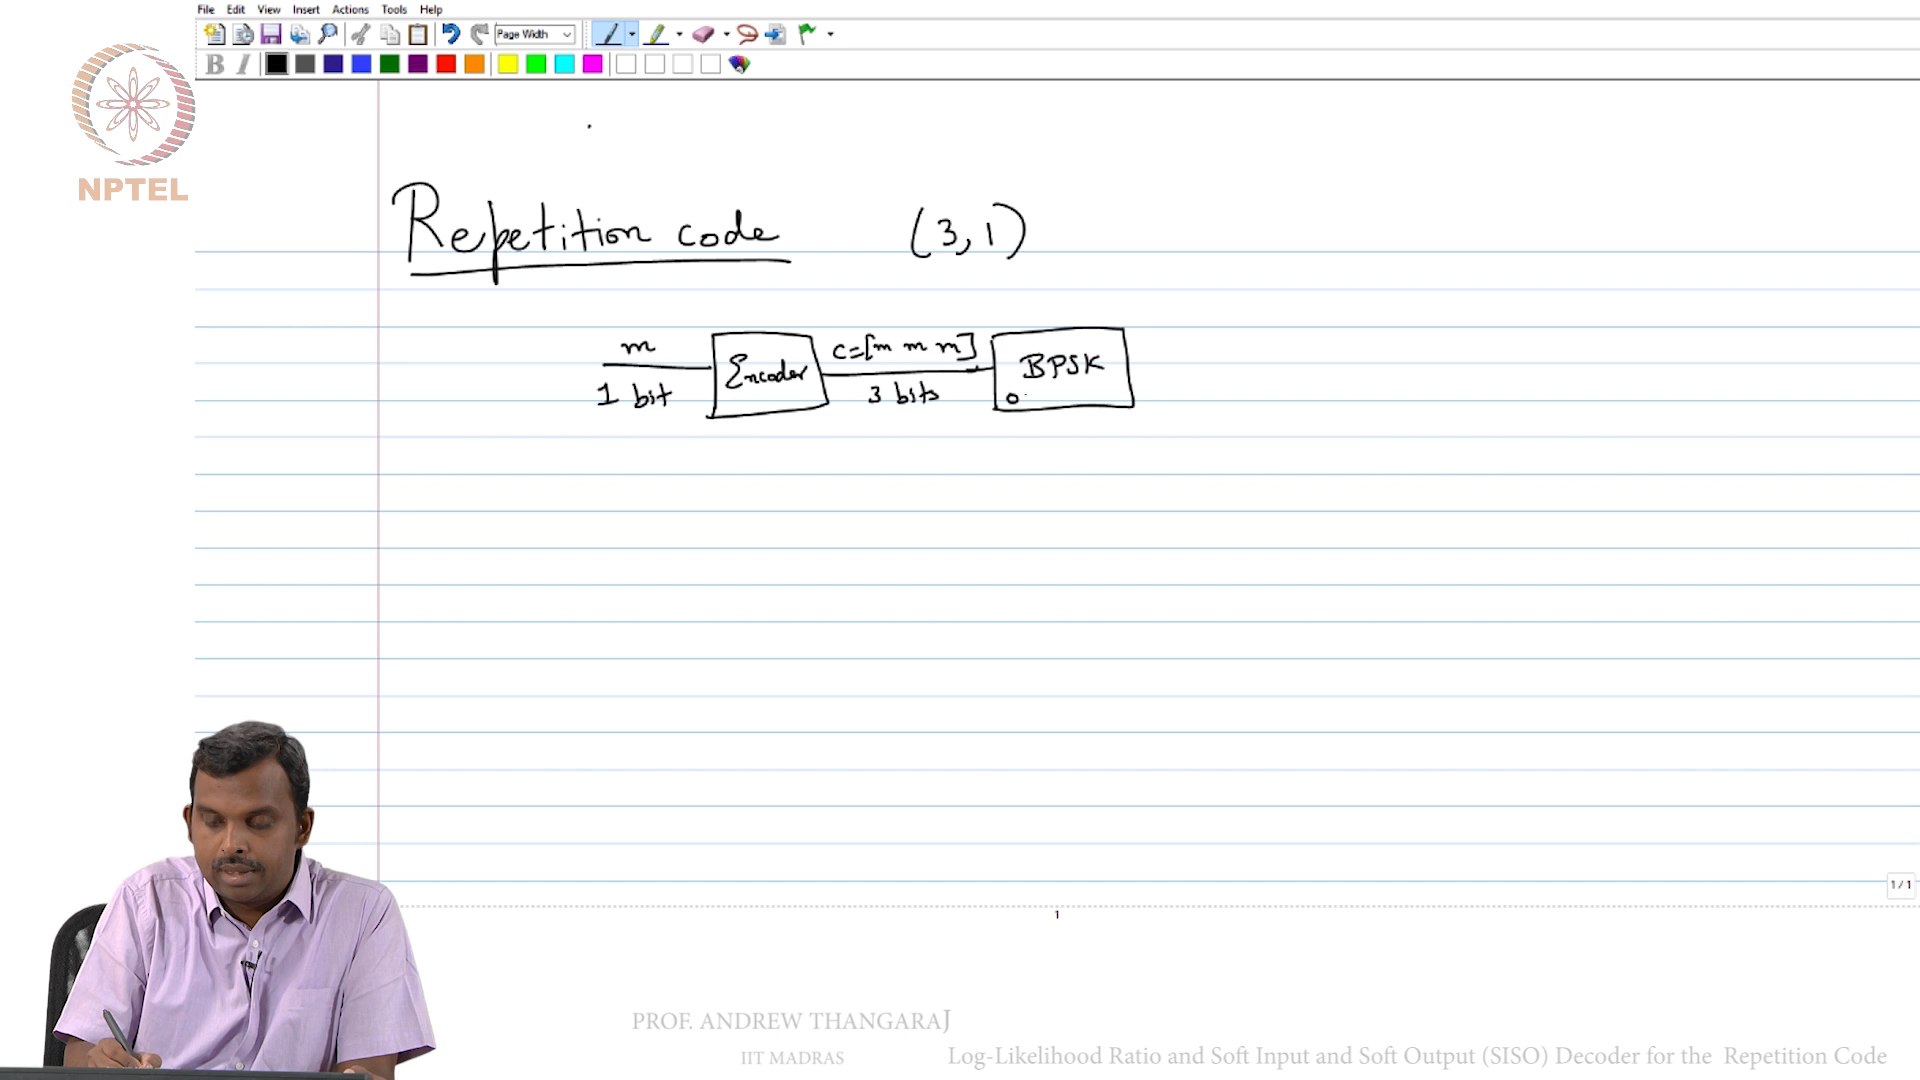 File Edit View Insert Actions Tools Help
Page Width
B I
NPTEL
Repetition code (3,1)
m Encoder c=[m m m] BPSK
1 bit 3 bits 0
1 / 1
1
PROF. ANDREW THANGARAJ
IIT MADRAS
Log-Likelihood Ratio and Soft Input and Soft Output (SISO) Decoder for the Repetition Code